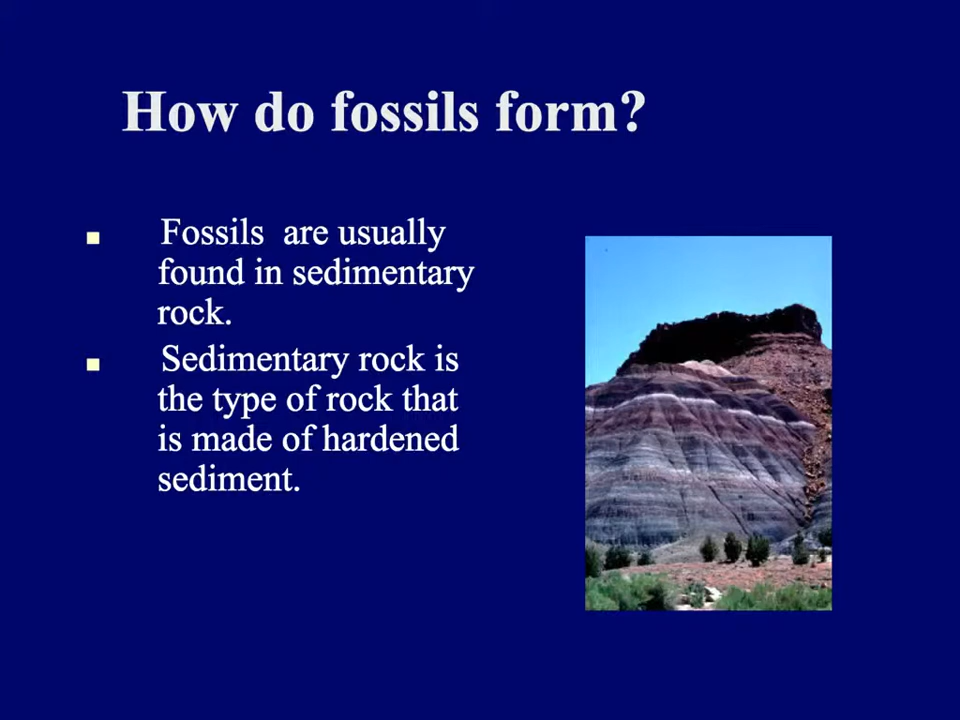 How do fossils form?
Fossils  are usually
found in sedimentary
rock.
Sedimentary rock is
the type of rock that
is made of hardened
sediment.